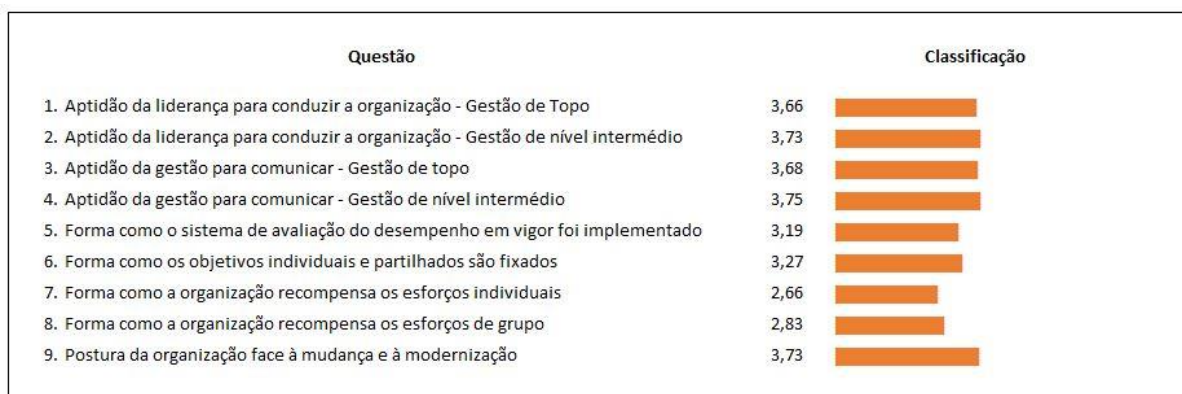 Questão Classificação
1. Aptidão da liderança para conduzir a organização - Gestão de Topo 3,66
2. Aptidão da liderança para conduzir a organização - Gestão de nível intermédio 3,73
3. Aptidão da gestão para comunicar - Gestão de topo 3,68
4. Aptidão da gestão para comunicar - Gestão de nível intermédio 3,75
5. Forma como o sistema de avaliação do desempenho em vigor foi implementado 3,19
6. Forma como os objetivos individuais e partilhados são fixados 3,27
7. Forma como a organização recompensa os esforços individuais 2,66
8. Forma como a organização recompensa os esforços de grupo 2,83
9. Postura da organização face à mudança e à modernização 3,73